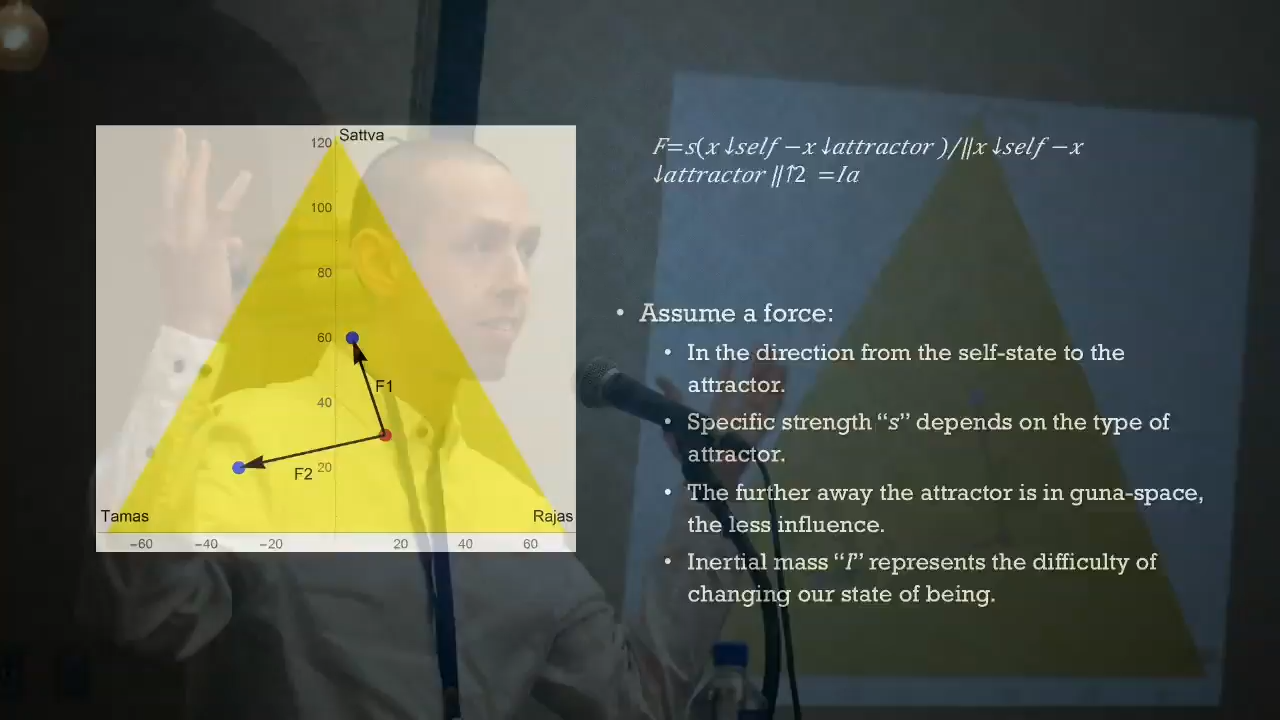 Sattva
120
100
80
60
F1
40
F2
20
Tamas
Rajas
−60
−40
−20
20
40
60
F=s(x↓self −x↓attractor )/‖x↓self −x
↓attractor ‖↑2 =Ia
• Assume a force:
• In the direction from the self-state to the
attractor.
• Specific strength “s” depends on the type of
attractor.
• The further away the attractor is in guna-space,
the less influence.
• Inertial mass “I” represents the difficulty of
changing our state of being.